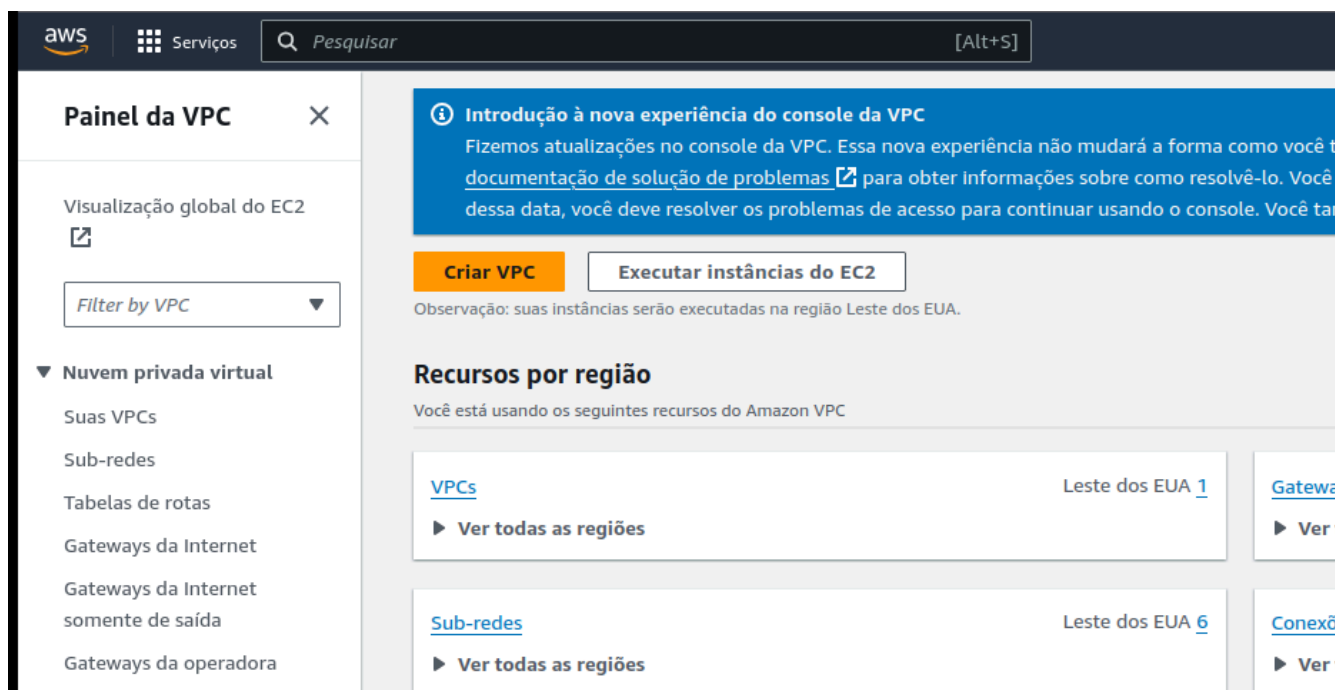 aws
Serviços
Pesquisar
[Alt+S]
Painel da VPC
Visualização global do EC2
Filter by VPC
Nuvem privada virtual
Suas VPCs
Sub-redes
Tabelas de rotas
Gateways da Internet
Gateways da Internet
somente de saída
Gateways da operadora
Introdução à nova experiência do console da VPC
Fizemos atualizações no console da VPC. Essa nova experiência não mudará a forma como você
documentação de solução de problemas para obter informações sobre como resolvê-lo. Você
dessa data, você deve resolver os problemas de acesso para continuar usando o console. Você
Criar VPC
Executar instâncias do EC2
Observação: suas instâncias serão executadas na região Leste dos EUA.
Recursos por região
Você está usando os seguintes recursos do Amazon VPC
VPCs
Leste dos EUA 1
Ver todas as regiões
Sub-redes
Leste dos EUA 6
Ver todas as regiões
Ver
Ver